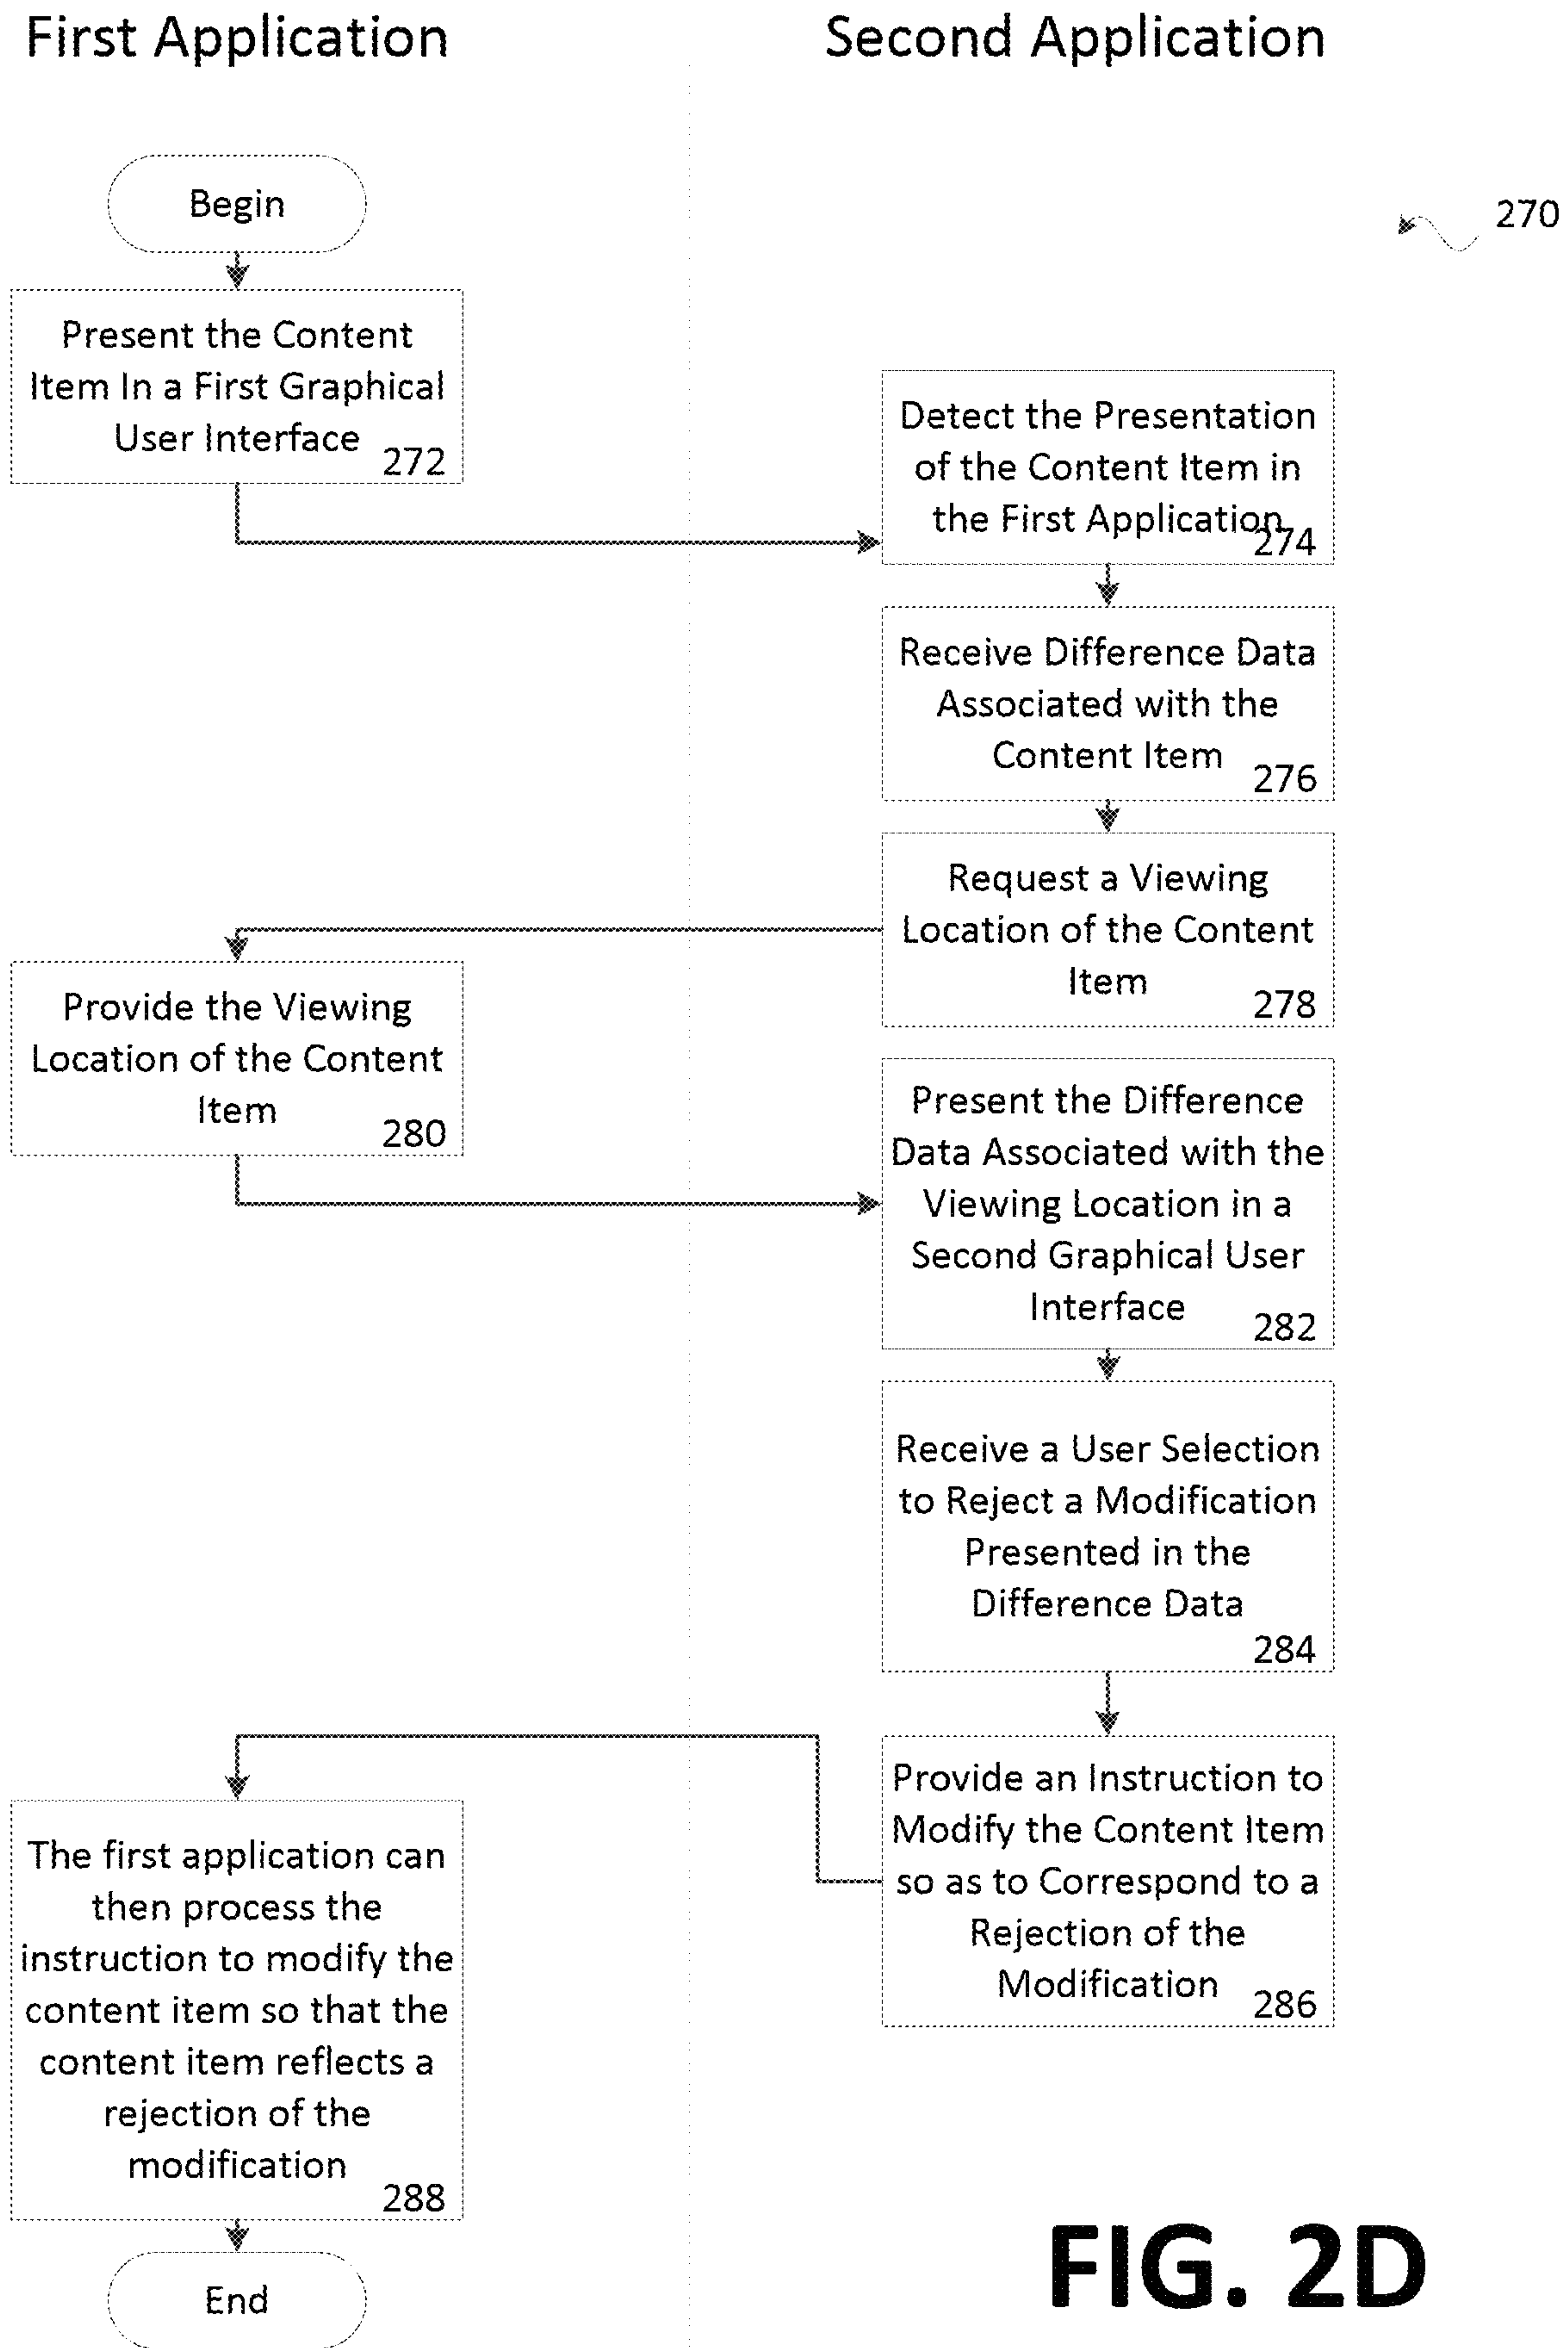 First Application
Second Application
Begin
270
Present the Content
Item In a First Graphical
User Interface
272
Detect the Presentation
of the Content Item in
the First Application
274
Receive Difference Data
Associated with the
Content Item
276
Request a Viewing
Location of the Content
Item
278
Provide the Viewing
Location of the Content
Item
280
Present the Difference
Data Associated with the
Viewing Location in a
Second Graphical User
Interface
282
Receive a User Selection
to Reject a Modification
Presented in the
Difference Data
284
Provide an Instruction to
Modify the Content Item
so as to Correspond to a
Rejection of the
Modification
286
The first application can
then process the
instruction to modify the
content item so that the
content item reflects a
rejection of the
modification
288
End
FIG. 2D